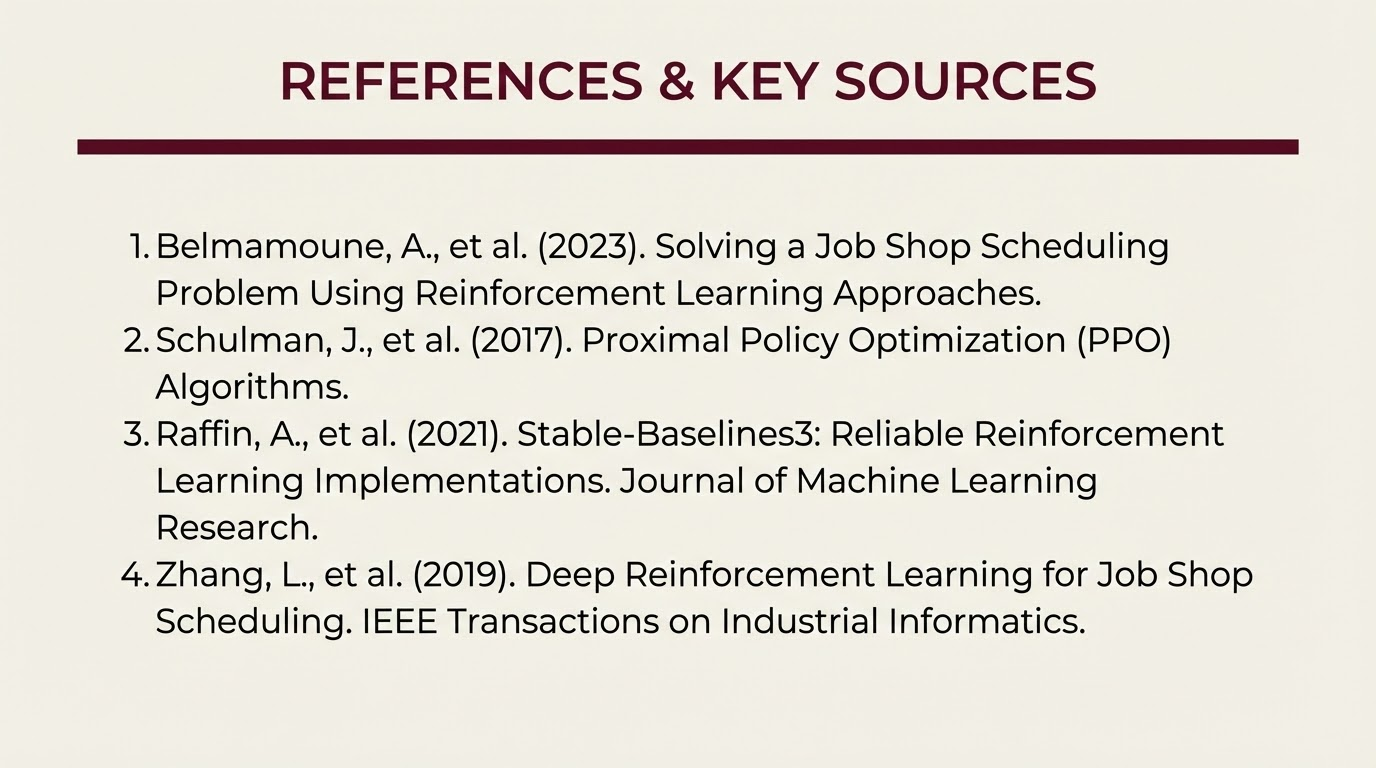 REFERENCES & KEY SOURCES
1. Belmamoune, A., et al. (2023). Solving a Job Shop Scheduling
Problem Using Reinforcement Learning Approaches.
2. Schulman, J., et al. (2017). Proximal Policy Optimization (PPO)
Algorithms.
3. Raffin, A., et al. (2021). Stable-Baselines3: Reliable Reinforcement
Learning Implementations. Journal of Machine Learning
Research.
4. Zhang, L., et al. (2019). Deep Reinforcement Learning for Job Shop
Scheduling. IEEE Transactions on Industrial Informatics.